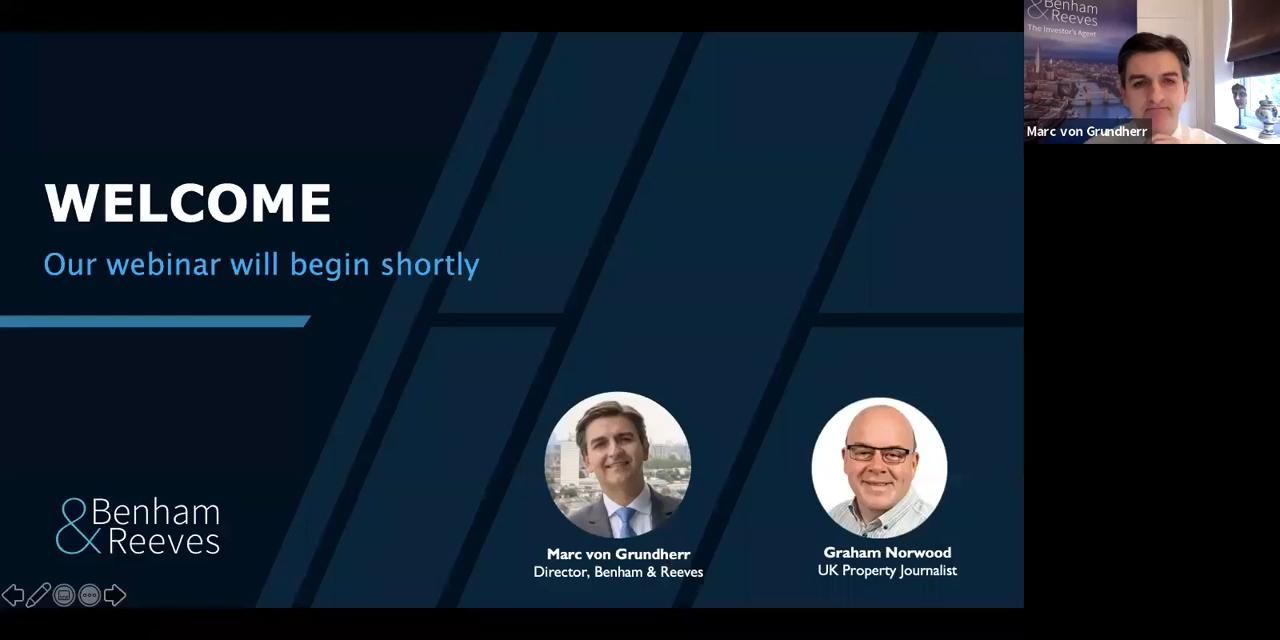 WELCOME
Our webinar will begin shortly
Benham
& Reeves
Marc von Grundherr
Director, Benham & Reeves
Graham Norwood
UK Property Journalist
Benham
& Reeves
The Investor's Agent
Marc von Grundherr